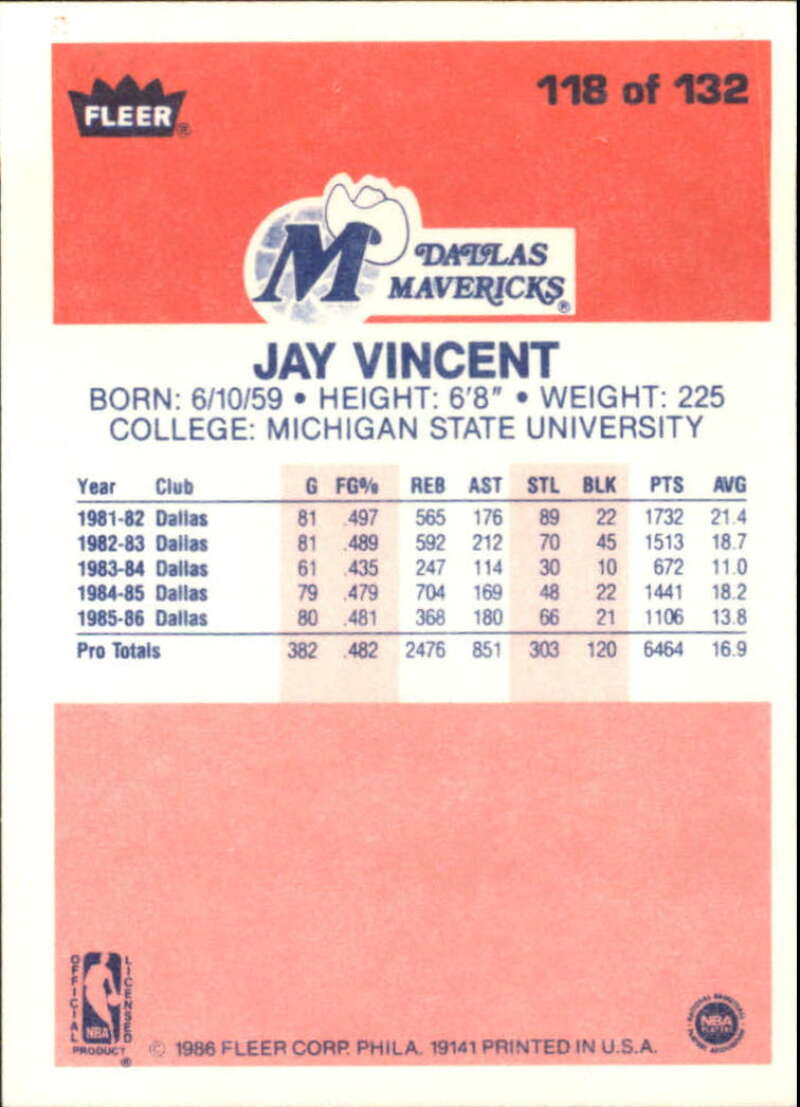 FLEER®
118 of 132
M
DALLAS
MAVERICKS®
JAY VINCENT
BORN: 6/10/59 • HEIGHT: 6'8" • WEIGHT: 225
COLLEGE: MICHIGAN STATE UNIVERSITY
Year Club G FG% REB AST STL BLK PTS AVG
1981-82 Dallas 81 .497 565 176 89 22 1732 21.4
1982-83 Dallas 81 .489 592 212 70 45 1513 18.7
1983-84 Dallas 61 .435 247 114 30 10 672 11.0
1984-85 Dallas 79 .479 704 169 48 22 1441 18.2
1985-86 Dallas 80 .481 368 180 66 21 1106 13.8
Pro Totals 382 .482 2476 851 303 120 6464 16.9
OFFICIAL
LICENSED
NBA
PRODUCT®
© 1986 FLEER CORP. PHILA. 19141 PRINTED IN U.S.A.
NATIONAL BASKETBALL
NBA
PLAYERS
ASSOCIATION